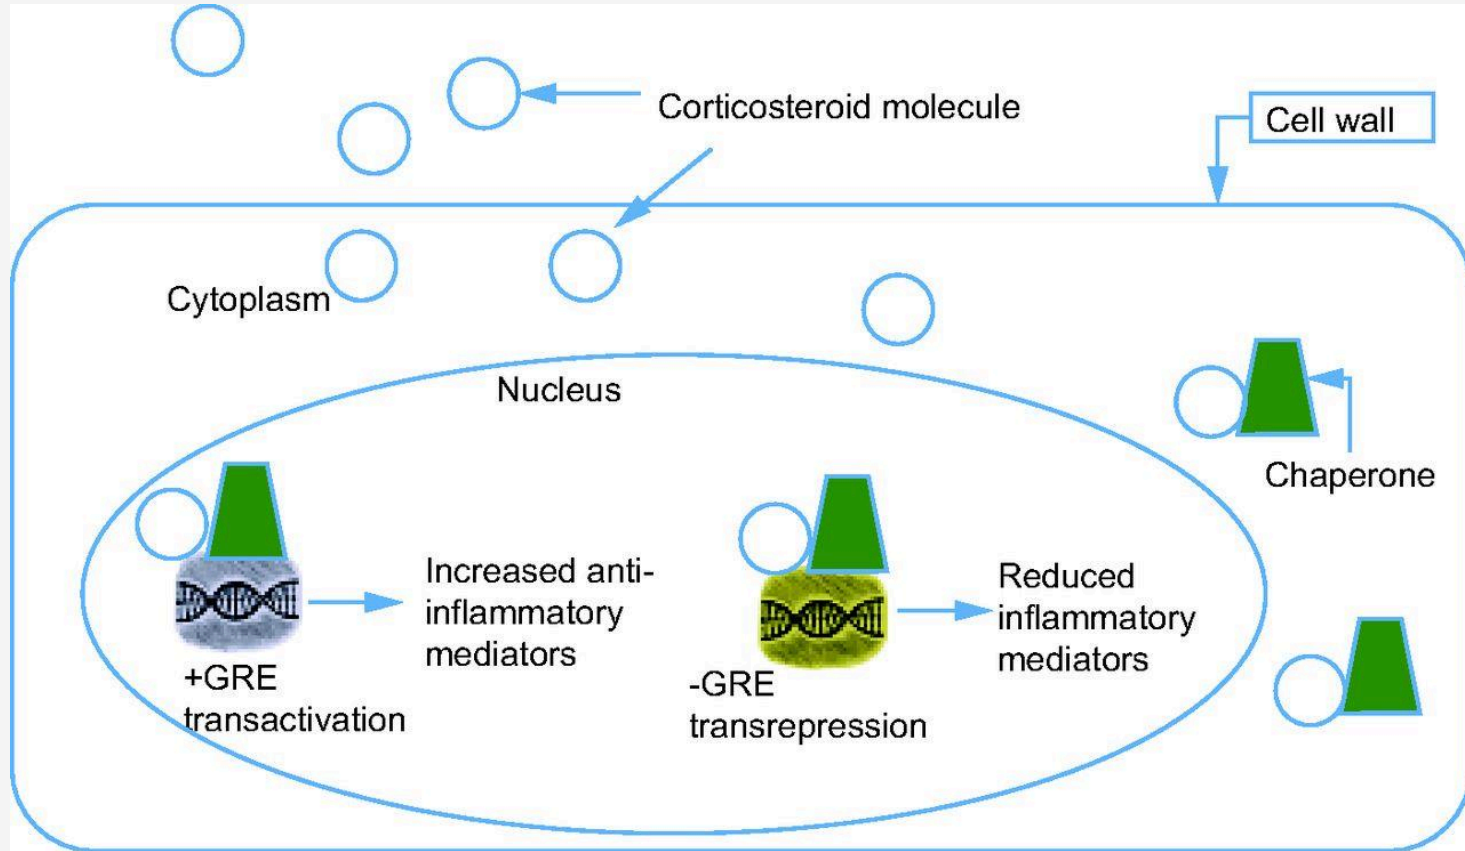 Corticosteroid molecule
Cell wall
Cytoplasm
Nucleus
Chaperone
Increased anti-
inflammatory
mediators
+GRE
transactivation
Reduced
inflammatory
mediators
-GRE
transrepression